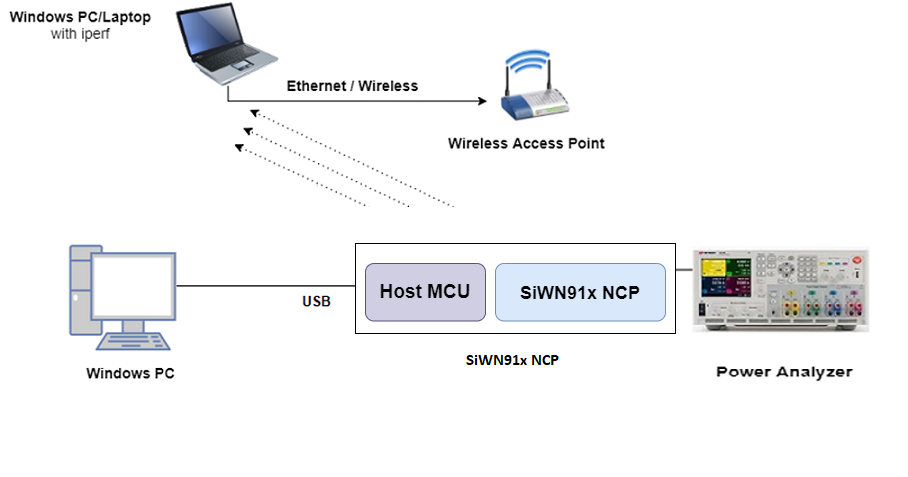 Windows PC/Laptop
with iperf
Ethernet / Wireless
Wireless Access Point
USB
Host MCU
SiWN91x NCP
SiWN91x NCP
Windows PC
Power Analyzer